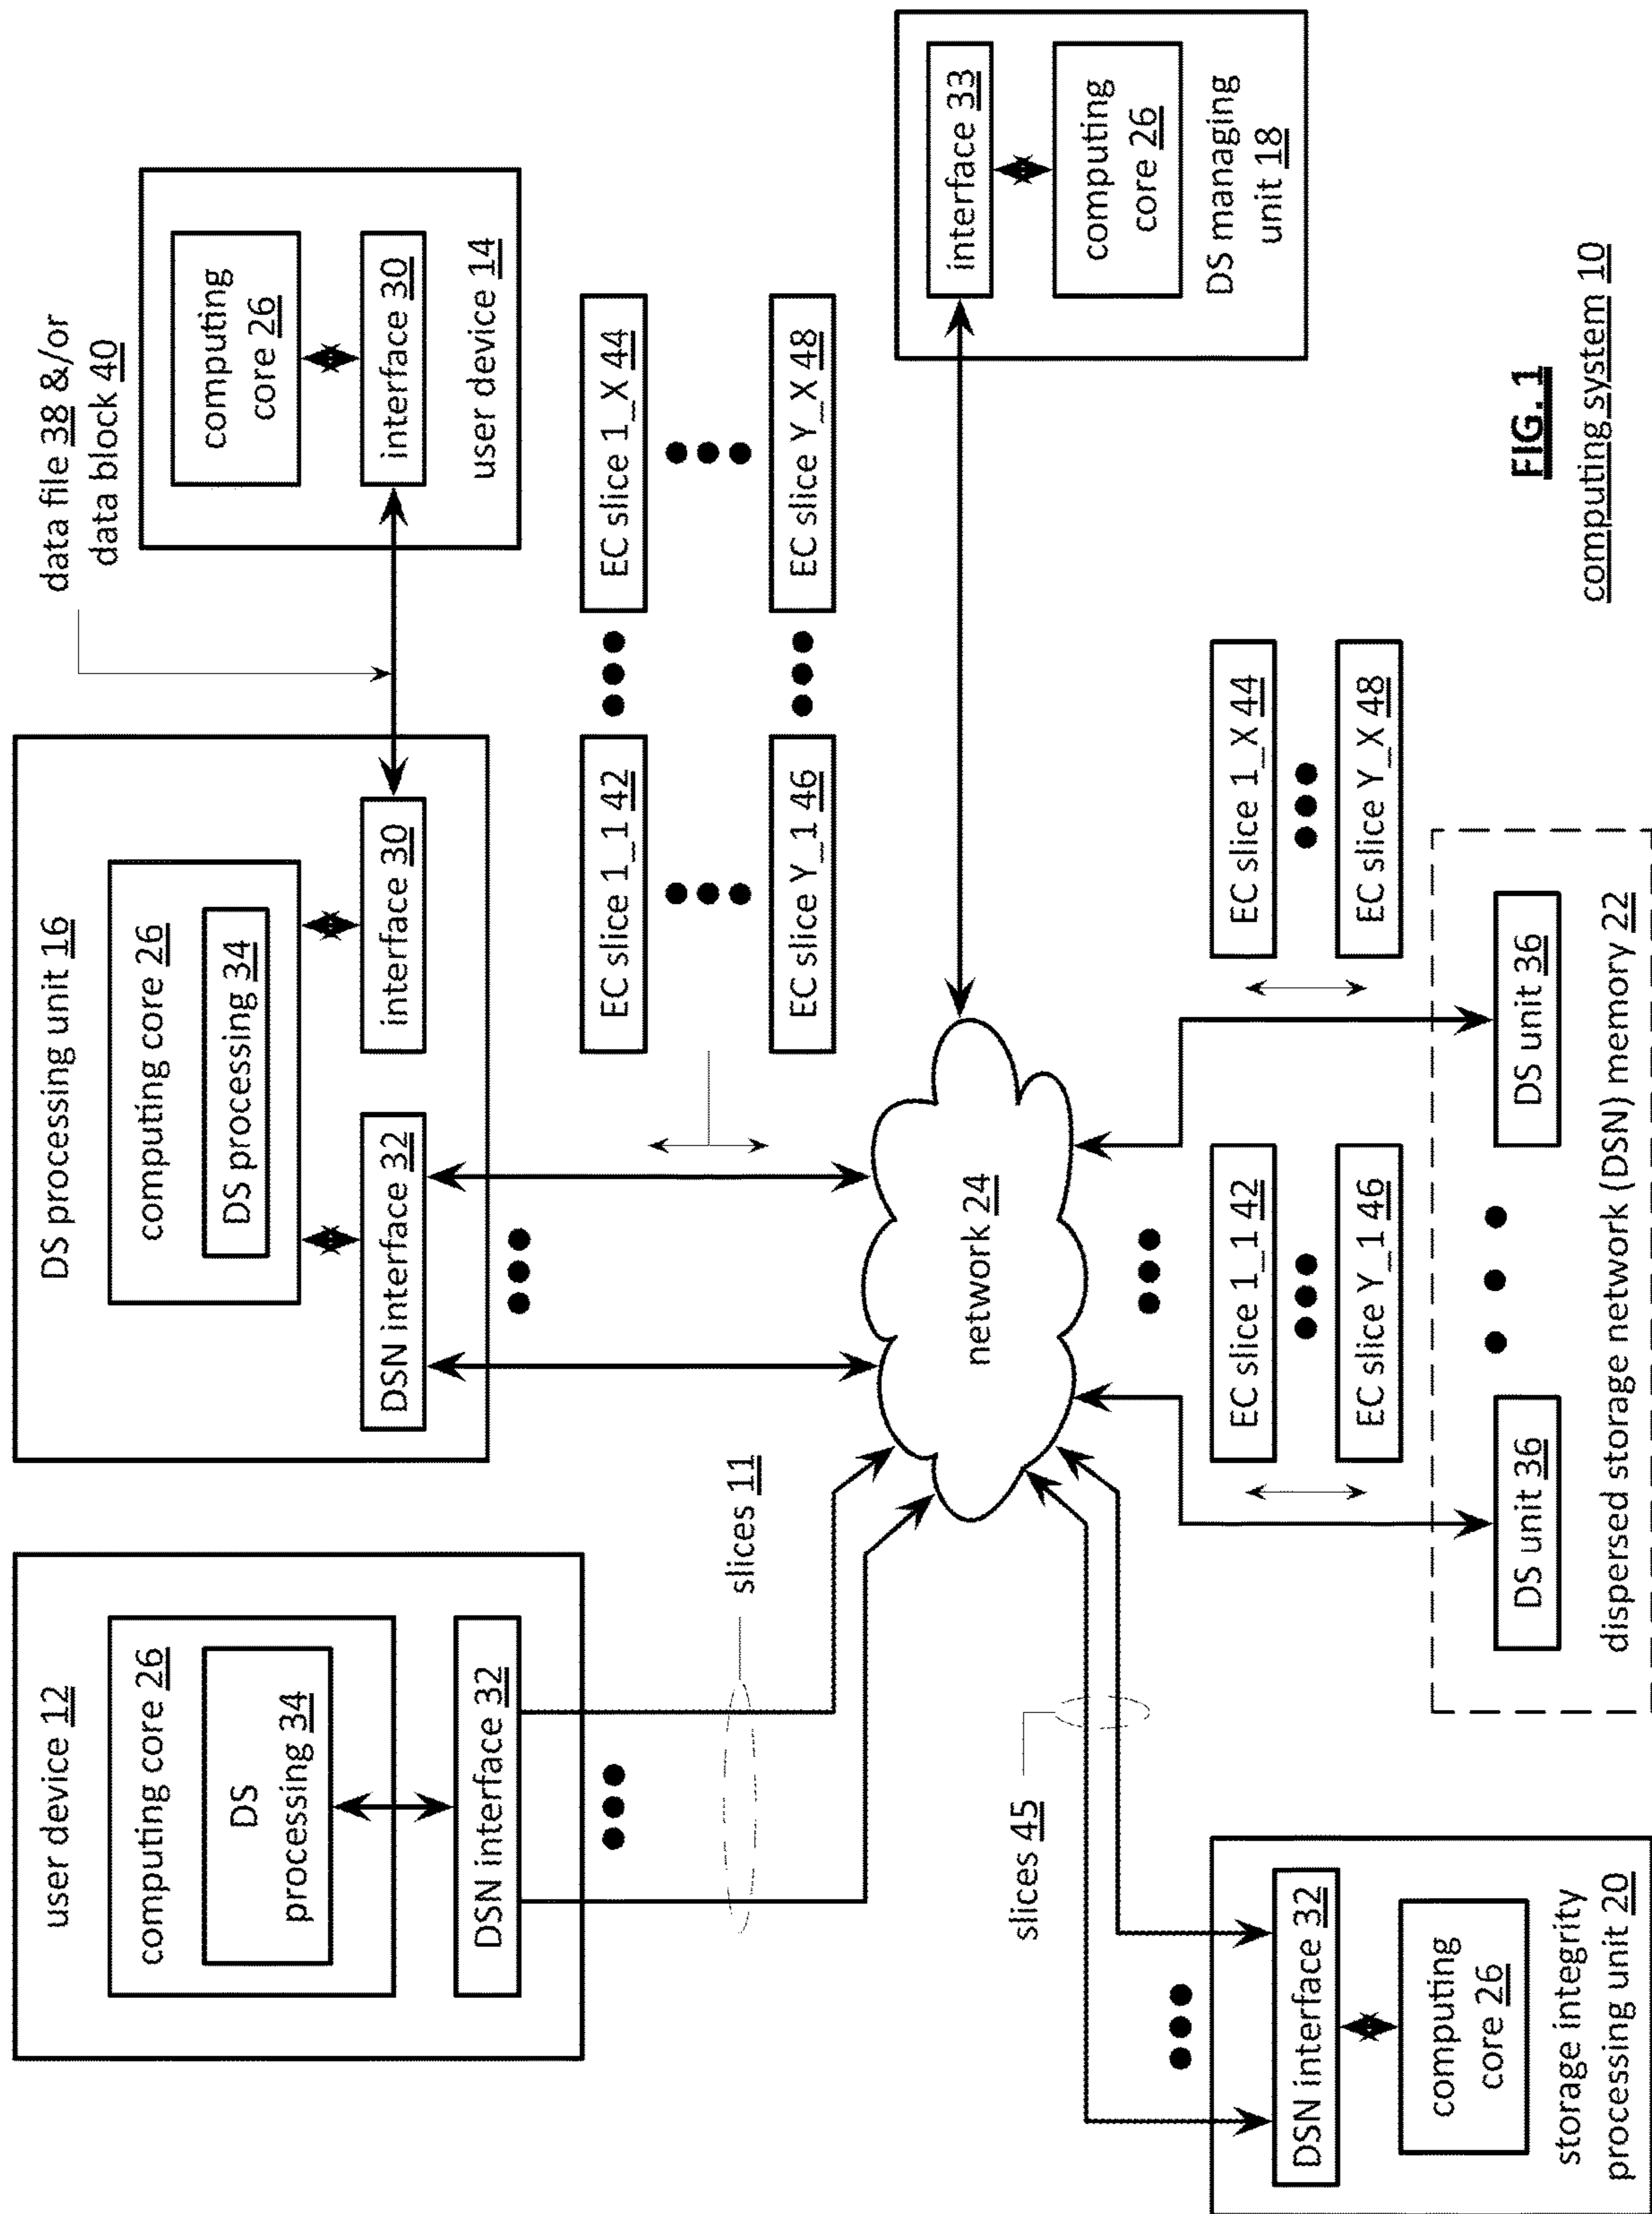 user device 12
computing core 26
DS
processing 34
DSN interface 32
slices 11
DS processing unit 16
computing core 26
DS processing 34
DSN interface 32
interface 30
data file 38 &/or
data block 40
computing
core 26
interface 30
user device 14
EC slice 1_1 42
EC slice 1_X 44
EC slice Y_1 46
EC slice Y_X 48
network 24
interface 33
computing
core 26
DS managing
unit 18
slices 45
DSN interface 32
computing
core 26
storage integrity
processing unit 20
EC slice 1_1 42
EC slice Y_1 46
EC slice 1_X 44
EC slice Y_X 48
DS unit 36
DS unit 36
dispersed storage network (DSN) memory 22
FIG. 1
computing system 10